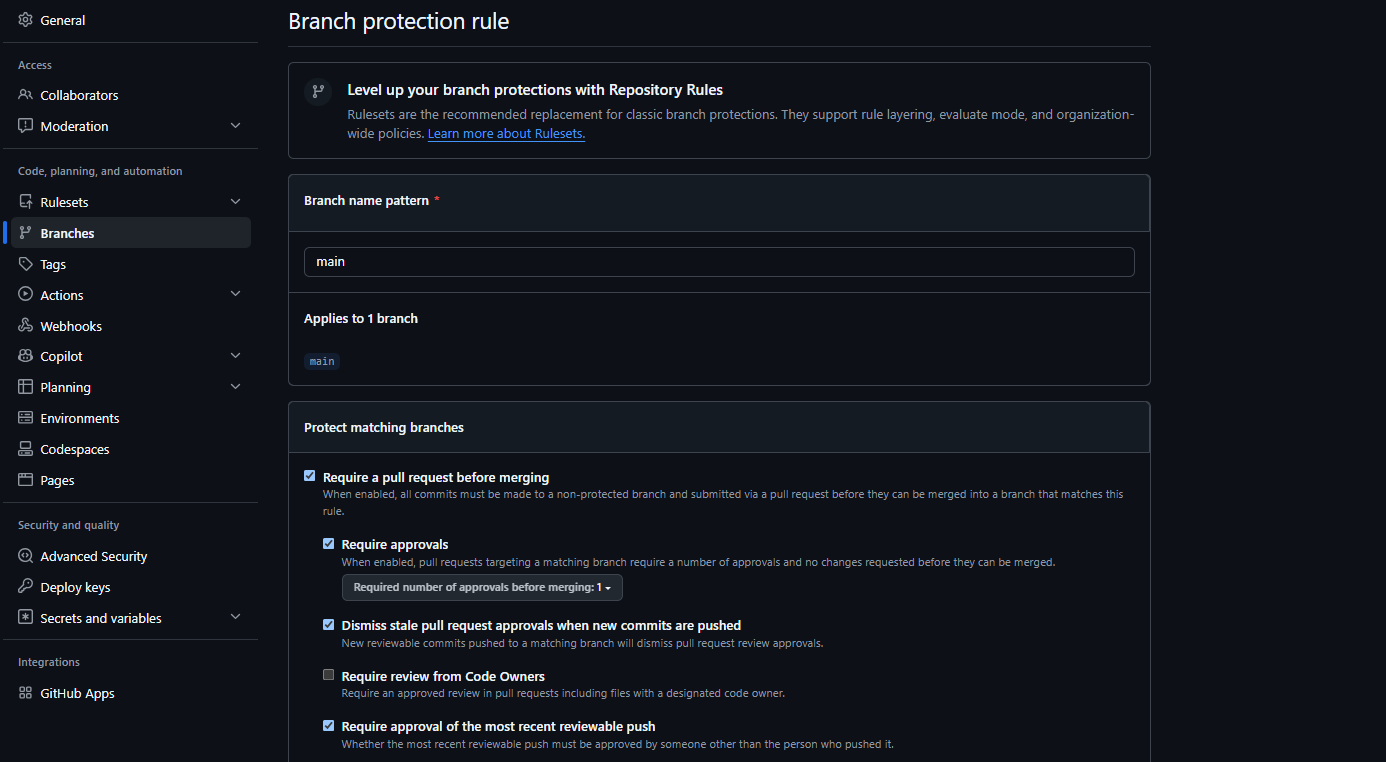 General
Access
Collaborators
Moderation
Code, planning, and automation
Rulesets
Branches
Tags
Actions
Webhooks
Copilot
Planning
Environments
Codespaces
Pages
Security and quality
Advanced Security
Deploy keys
Secrets and variables
Integrations
GitHub Apps
Branch protection rule
Level up your branch protections with Repository Rules
Rulesets are the recommended replacement for classic branch protections. They support rule layering, evaluate mode, and organization-
wide policies. Learn more about Rulesets.
Branch name pattern *
main
Applies to 1 branch
main
Protect matching branches
Require a pull request before merging
When enabled, all commits must be made to a non-protected branch and submitted via a pull request before they can be merged into a branch that matches this
rule.
Require approvals
When enabled, pull requests targeting a matching branch require a number of approvals and no changes requested before they can be merged.
Required number of approvals before merging: 1
Dismiss stale pull request approvals when new commits are pushed
New reviewable commits pushed to a matching branch will dismiss pull request review approvals.
Require review from Code Owners
Require an approved review in pull requests including files with a designated code owner.
Require approval of the most recent reviewable push
Whether the most recent reviewable push must be approved by someone other than the person who pushed it.